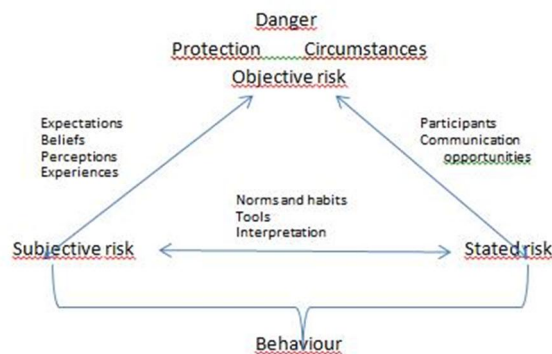 Danger
Protection Circumstances
Objective risk
Expectations
Beliefs
Perceptions
Experiences
Participants
Communication
opportunities
Norms and habits
Tools
Interpretation
Subjective risk
Stated risk
Behaviour